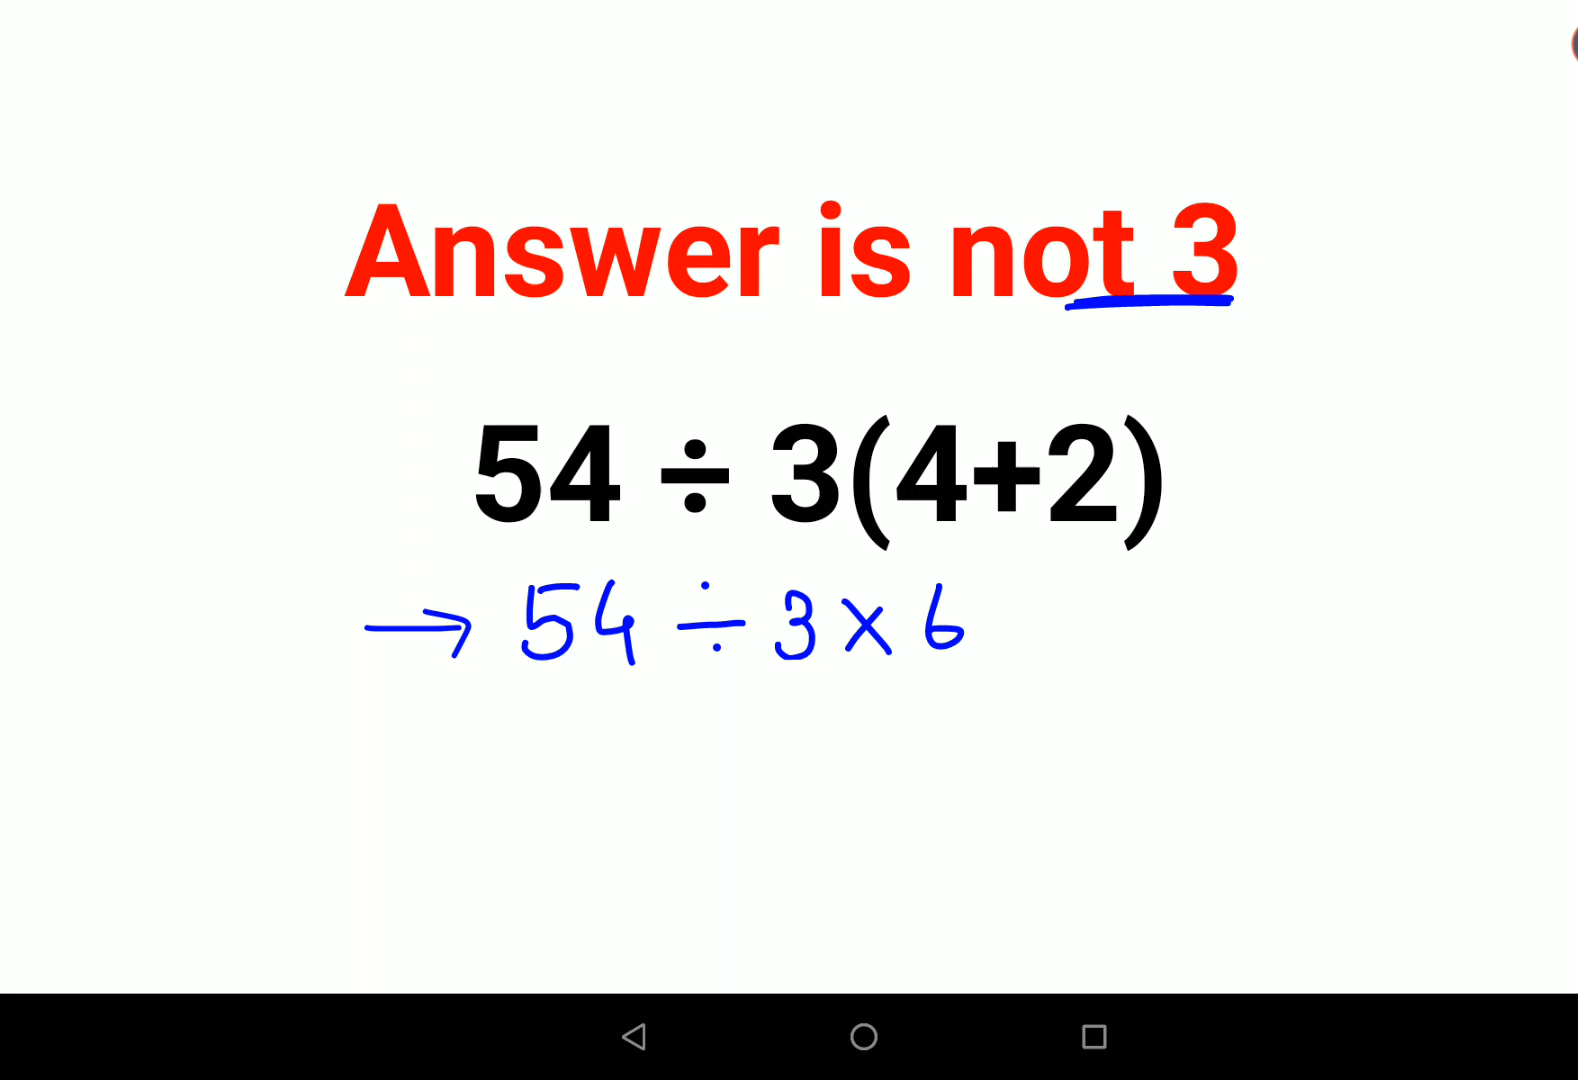 Answer is not 3
54 ÷ 3(4+2)
→ 54 ÷ 3 × 6